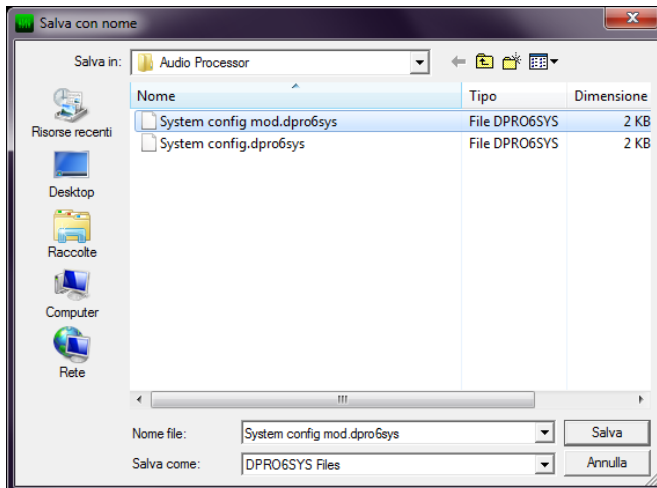 Salva con nome
Salva in: Audio Processor
Nome Tipo Dimensione
System config mod.dpro6sys File DPRO6SYS 2 KB
System config.dpro6sys File DPRO6SYS 2 KB
Risorse recenti
Desktop
Raccolte
Computer
Rete
Nome file: System config mod.dpro6sys Salva
Salva come: DPRO6SYS Files Annulla